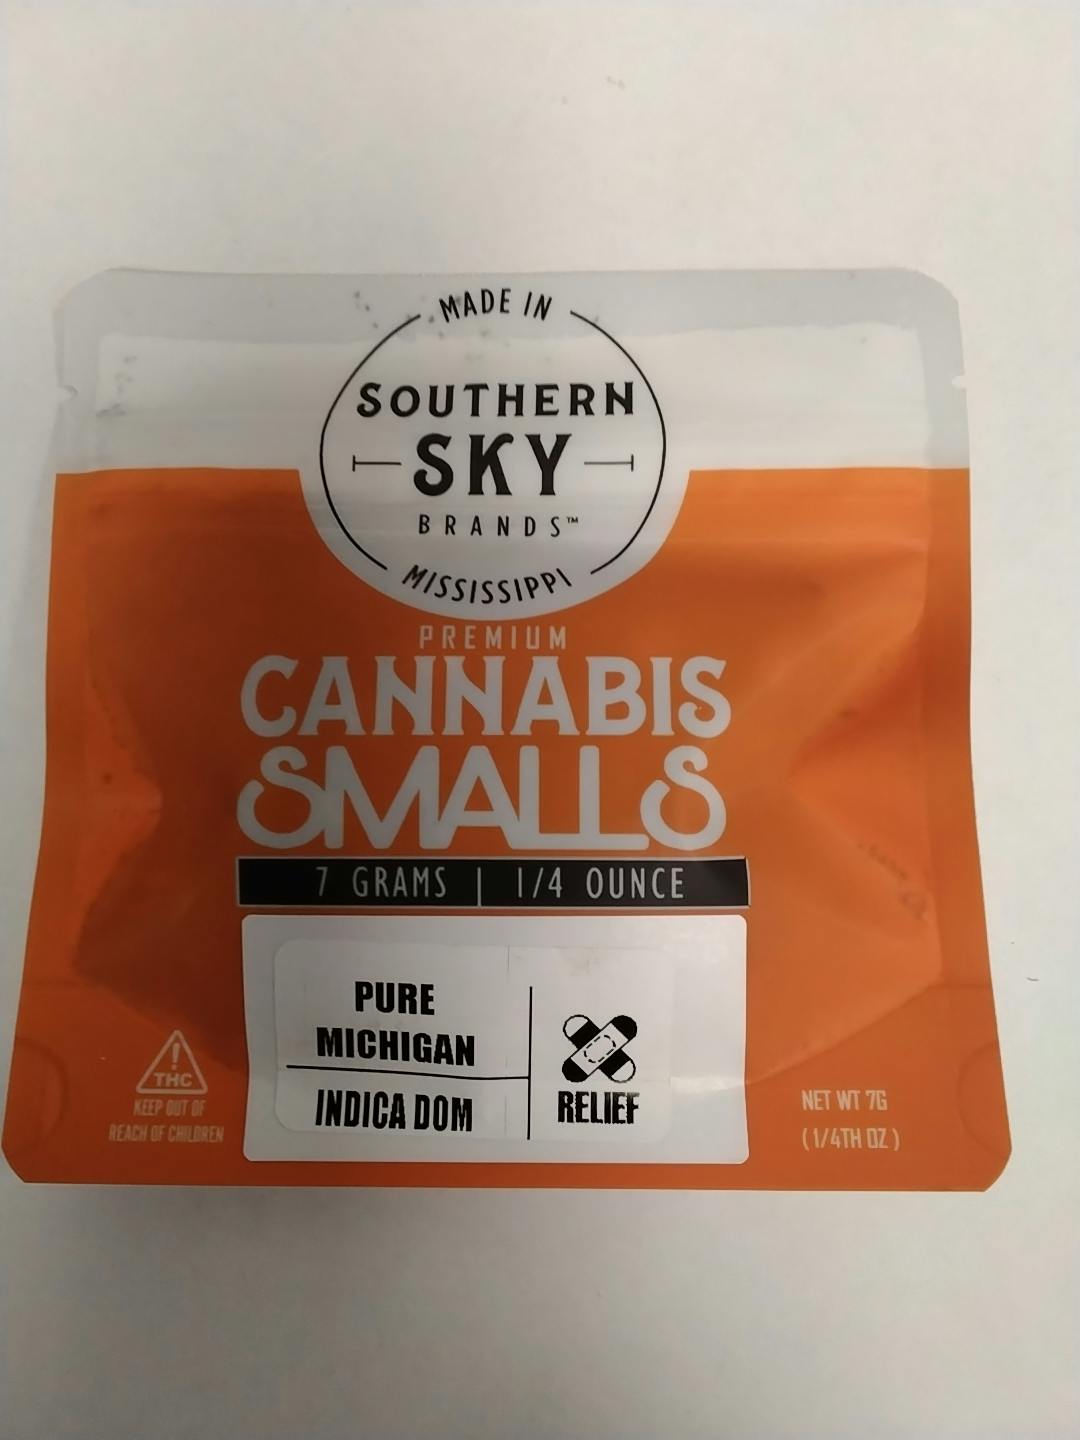 MADE IN
SOUTHERN
SKY
BRANDS™
MISSISSIPPI
PREMIUM
CANNABIS
SMALLS
7 GRAMS | 1/4 OUNCE
PURE
MICHIGAN
INDICA DOM
RELIEF
THC
KEEP OUT OF
REACH OF CHILDREN
NET WT 7G
(1/4TH OZ)